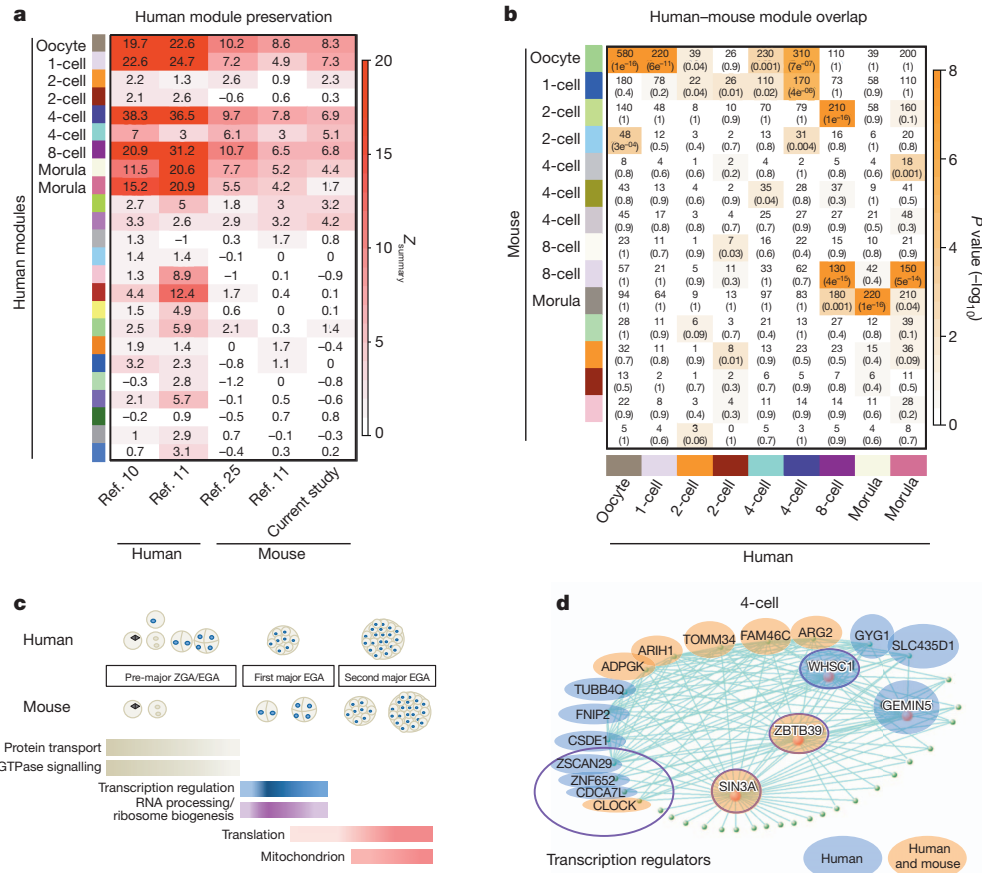 a
Human module preservation
Oocyte 19.7 22.6 10.2 8.6 8.3
1-cell 22.6 24.7 7.2 4.9 7.3
2-cell 2.2 1.3 2.6 0.9 2.3
2-cell 2.1 2.6 −0.6 0.6 0.3
4-cell 38.3 36.5 9.7 7.8 6.9
4-cell 7 3 6.1 3 5.1
8-cell 20.9 31.2 10.7 6.5 6.8
Morula 11.5 20.6 7.7 5.2 4.4
Morula 15.2 20.9 5.5 4.2 1.7
2.7 5 1.8 3 3.2
3.3 2.6 2.9 3.2 4.2
1.3 −1 0.3 1.7 0.8
1.4 1.4 −0.1 0 0
1.3 8.9 −1 0.1 −0.9
4.4 12.4 1.7 0.4 0.1
1.5 4.9 0.6 0 0.1
2.5 5.9 2.1 0.3 1.4
1.9 1.4 0 1.7 −0.4
3.2 2.3 −0.8 1.1 0
−0.3 2.8 −1.2 0 −0.8
2.1 5.7 −0.1 0.5 −0.6
−0.2 0.9 −0.5 0.7 0.8
1 2.9 0.7 −0.1 −0.3
0.7 3.1 −0.4 0.3 0.2
Human modules
20
15
10
5
0
Zsummary
Ref. 10 Ref. 11 Ref. 25 Ref. 11 Current study
Human Mouse
b
Human–mouse module overlap
Oocyte 580 220 39 26 230 310 110 39 200
(1e−16) (6e−11) (0.04) (0.9) (0.001) (7e−07) (1) (1) (1)
1-cell 180 78 22 26 110 170 73 58 110
(0.4) (0.2) (0.04) (0.01) (0.02) (4e−06) (1) (1) (1)
2-cell 140 48 8 10 70 79 210 58 160
(1) (1) (1) (0.9) (1) (1) (1e−16) (0.9) (0.1)
2-cell 48 12 3 2 13 31 16 6 20
(3e−04) (0.5) (0.4) (0.7) (0.8) (0.004) (0.8) (1) (0.8)
4-cell 8 4 1 2 4 5 5 4 18
(0.8) (0.6) (0.6) (0.2) (0.8) (1) (0.8) (0.6) (0.001)
4-cell 43 13 4 2 35 28 37 9 41
(0.8) (0.9) (0.6) (0.9) (0.04) (0.8) (0.3) (1) (0.5)
4-cell 45 17 3 4 25 27 27 21 48
(0.9) (0.8) (0.8) (0.7) (0.7) (0.9) (0.9) (0.5) (0.3)
8-cell 23 11 1 7 16 22 15 10 21
(1) (0.7) (0.9) (0.03) (0.6) (0.4) (0.9) (0.8) (0.9)
8-cell 57 21 5 11 33 62 130 42 150
(1) (1) (0.9) (0.3) (1) (0.7) (4e−15) (0.4) (5e−14)
Morula 94 64 9 13 97 83 180 220 210
(1) (1) (1) (1) (1) (1) (0.001) (1e−16) (0.04)
28 11 6 3 21 13 27 12 39
(1) (0.9) (0.09) (0.7) (0.4) (1) (0.4) (0.8) (0.1)
32 11 1 8 13 23 23 15 36
(0.7) (0.8) (0.9) (0.01) (0.9) (0.5) (0.5) (0.4) (0.09)
13 2 1 2 6 5 7 6 11
(0.5) (1) (0.7) (0.3) (0.7) (0.9) (0.8) (0.4) (0.5)
22 8 3 4 11 14 14 11 28
(0.9) (0.9) (0.4) (0.3) (0.9) (0.9) (0.9) (0.6) (0.2)
5 4 3 0 4 3 5 4 8
(1) (0.6) (0.06) (1) (0.7) (1) (0.9) (0.6) (0.7)
Mouse
8
6
4
2
0
P value (−log10)
Oocyte 1-cell 2-cell 2-cell 4-cell 4-cell 8-cell Morula Morula
Human
c
Human
Pre-major ZGA/EGA First major EGA Second major EGA
Mouse
Protein transport
GTPase signalling
Transcription regulation
RNA processing/
ribosome biogenesis
Translation
Mitochondrion
d
4-cell
TOMM34 FAM46C ARG2 GYG1
SLC435D1
ARIH1
ADPGK
WHSC1
TUBB4Q
GEMIN5
FNIP2
ZBTB39
CSDE1
ZSCAN29
ZNF652
CDCA7L
SIN3A
CLOCK
Transcription regulators
Human
Human
and mouse